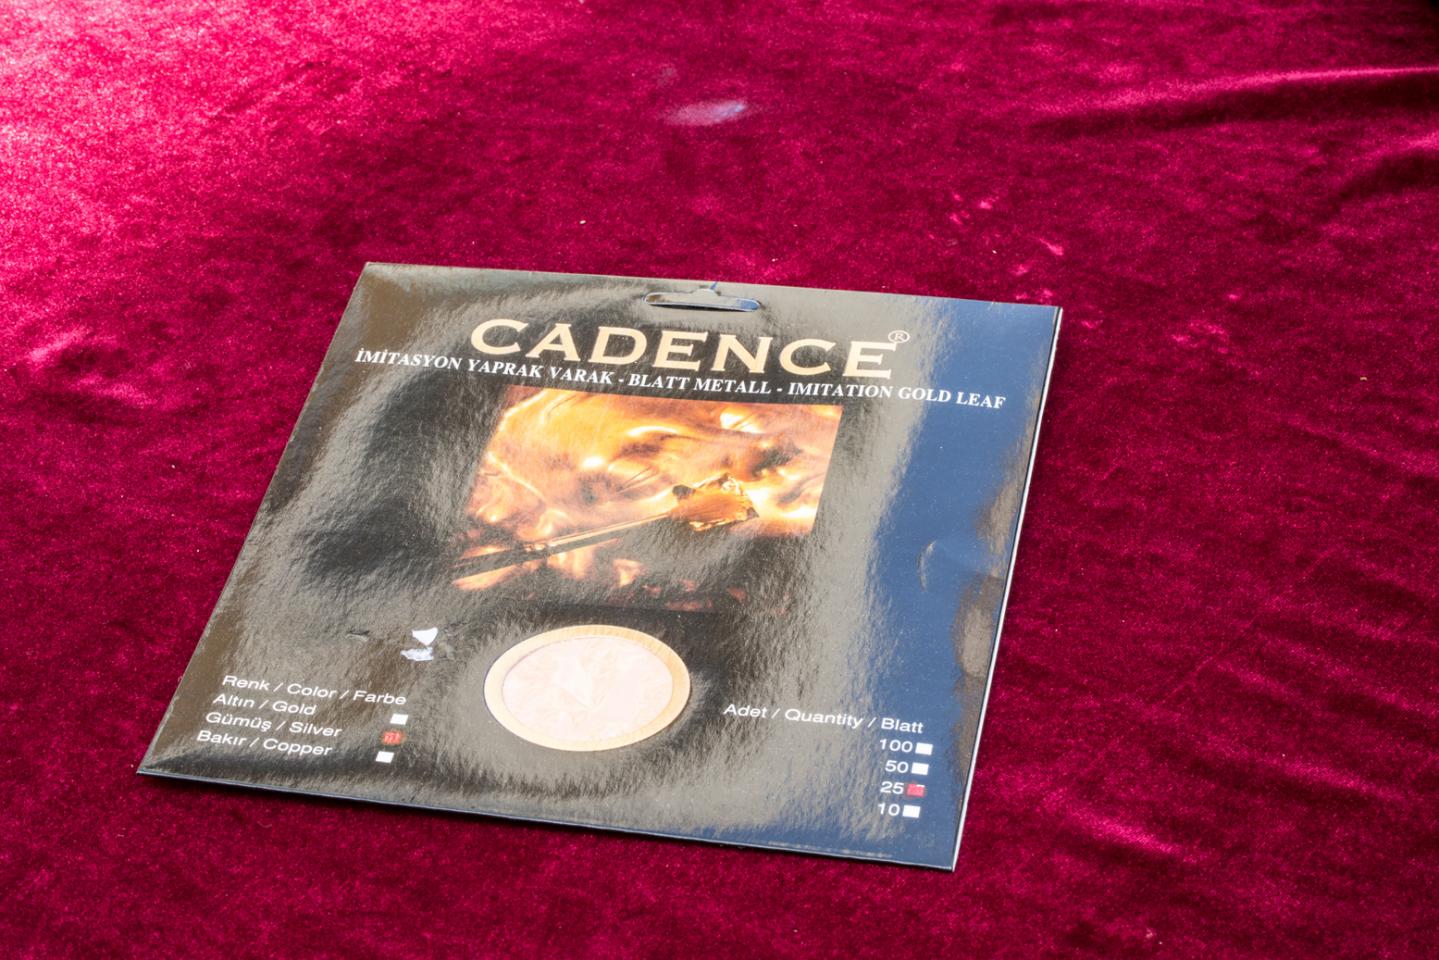 CADENCE®
İMİTASYON YAPRAK VARAK - BLATT METALL - IMITATION GOLD LEAF
Renk / Color / Farbe
Altın / Gold
Gümüş / Silver
Bakır / Copper
Adet / Quantity / Blatt
100
50
25
10